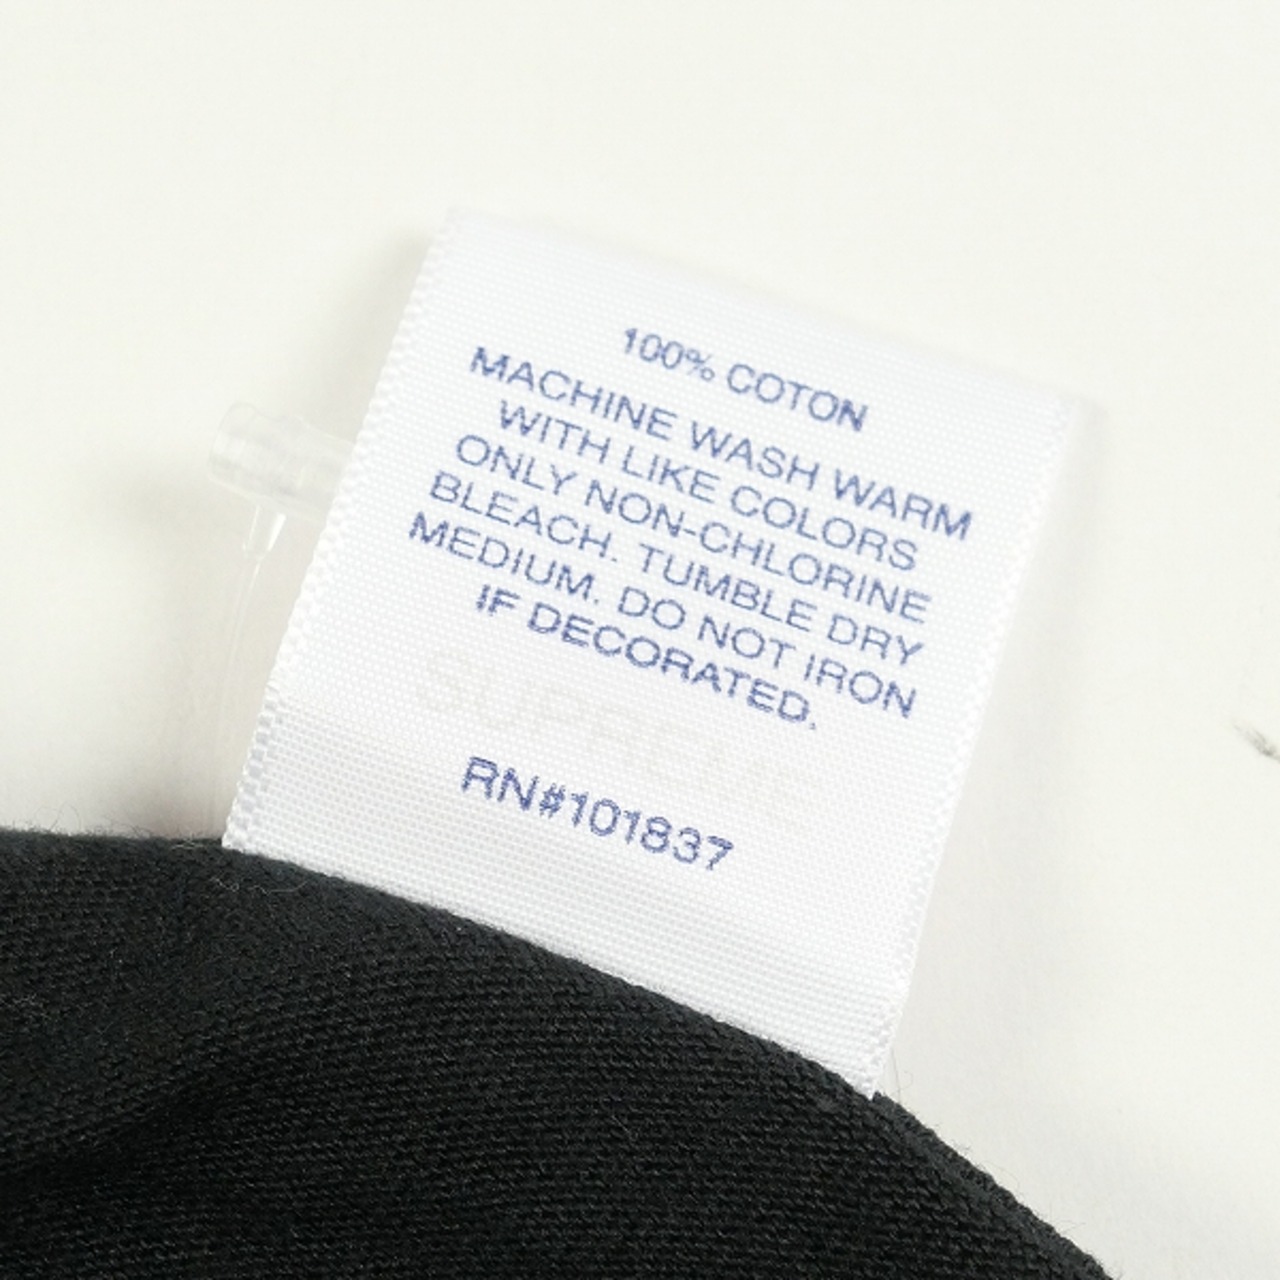 100% COTON
MACHINE WASH WARM
WITH LIKE COLORS
ONLY NON-CHLORINE
BLEACH. TUMBLE DRY
MEDIUM. DO NOT IRON
IF DECORATED.
RN#101837